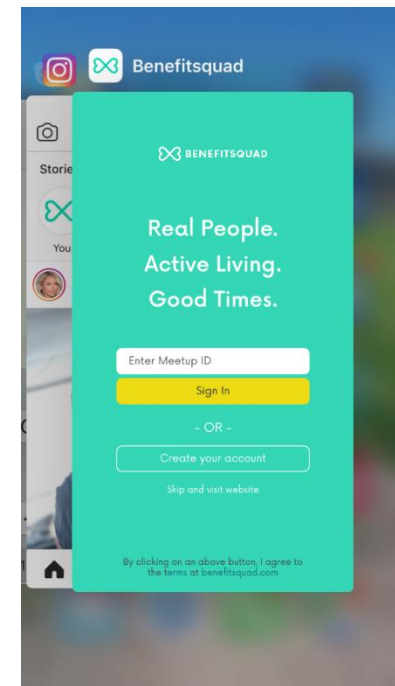 Benefitsquad
Stories
You
BENEFITSQUAD
Real People.
Active Living.
Good Times.
Enter Meetup ID
Sign In
- OR -
Create your account
Skip and visit website
By clicking on an above button, I agree to
the terms at benefitsquad.com